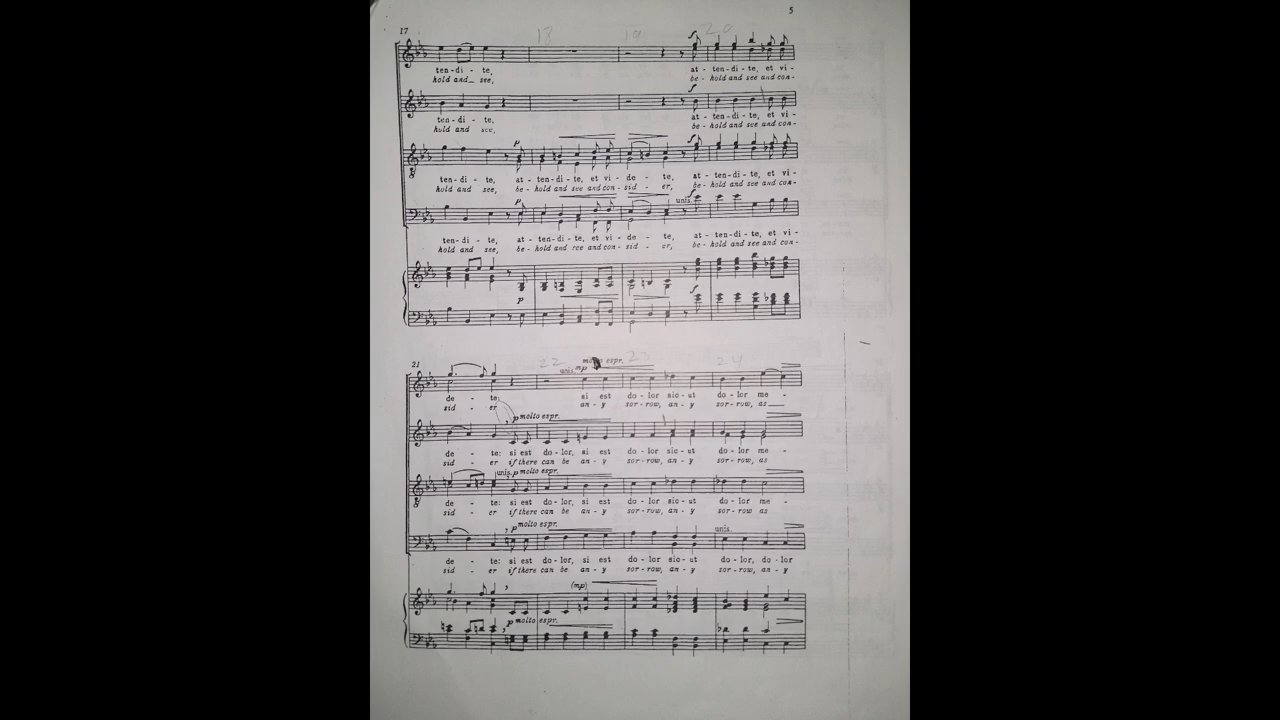 5
17 18 19 20
f
ten-di-te, at-ten-di-te, et vi-
hold and see, be-hold and see and con-
f
ten-di-te, at-ten-di-te, et vi-
hold and see, be-hold and see and con-
p f
ten-di-te, at-ten-di-te, et vi-de-te, at-ten-di-te, et vi-
hold and see, be-hold and see and con-sid-er, be-hold and see and con-
p unis. f
ten-di-te, at-ten-di-te, et vi-de-te, at-ten-di-te, et vi-
hold and see, be-hold and see and con-sid-er, be-hold and see and con-
p f
21 22 23 24
unis. mp molto espr.
de-te: si est do-lor sic-ut do-lor me-
sid-er an-y sor-row, an-y sor-row, as
p molto espr.
de-te: si est do-lor, si est do-lor sic-ut do-lor me-
sid-er if there can be an-y sor-row, an-y sor-row, as
unis. p molto espr.
de-te: si est do-lor, si est do-lor sic-ut do-lor me-
sid-er if there can be an-y sor-row, an-y sor-row as
p molto espr. unis.
de-te: si est do-lor, si est do-lor sic-ut do-lor, do-lor
sid-er if there can be an-y sor-row, an-y sor-row, an-y
(mp)
p molto espr.